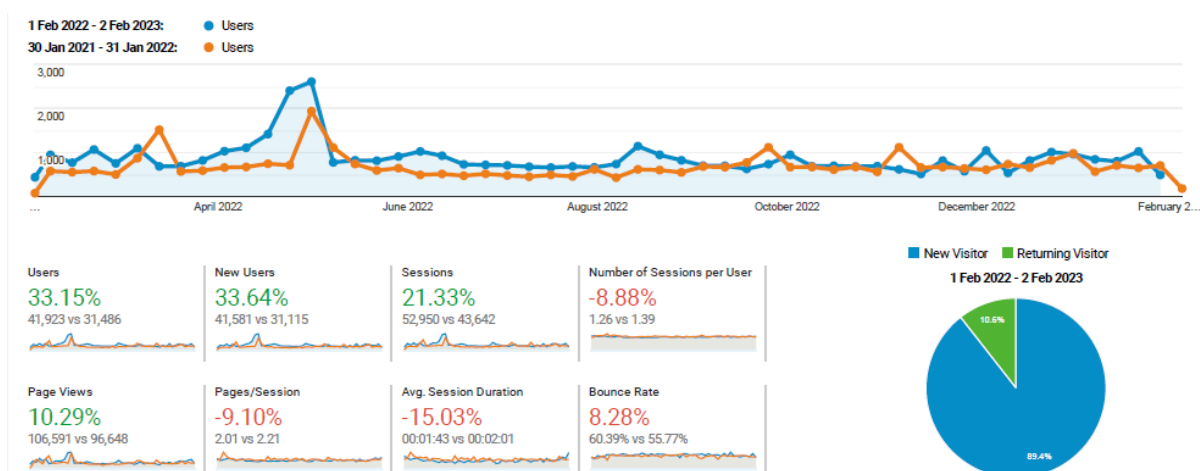 1 Feb 2022 - 2 Feb 2023: Users
30 Jan 2021 - 31 Jan 2022: Users
3,000
2,000
1,000
... April 2022 June 2022 August 2022 October 2022 December 2022 February 2...
New Visitor Returning Visitor
1 Feb 2022 - 2 Feb 2023
Users New Users Sessions Number of Sessions per User
33.15% 33.64% 21.33% -8.88%
41,923 vs 31,486 41,581 vs 31,115 52,950 vs 43,642 1.26 vs 1.39
10.6%
Page Views Pages/Session Avg. Session Duration Bounce Rate
10.29% -9.10% -15.03% 8.28%
106,591 vs 96,648 2.01 vs 2.21 00:01:43 vs 00:02:01 60.39% vs 55.77%
89.4%